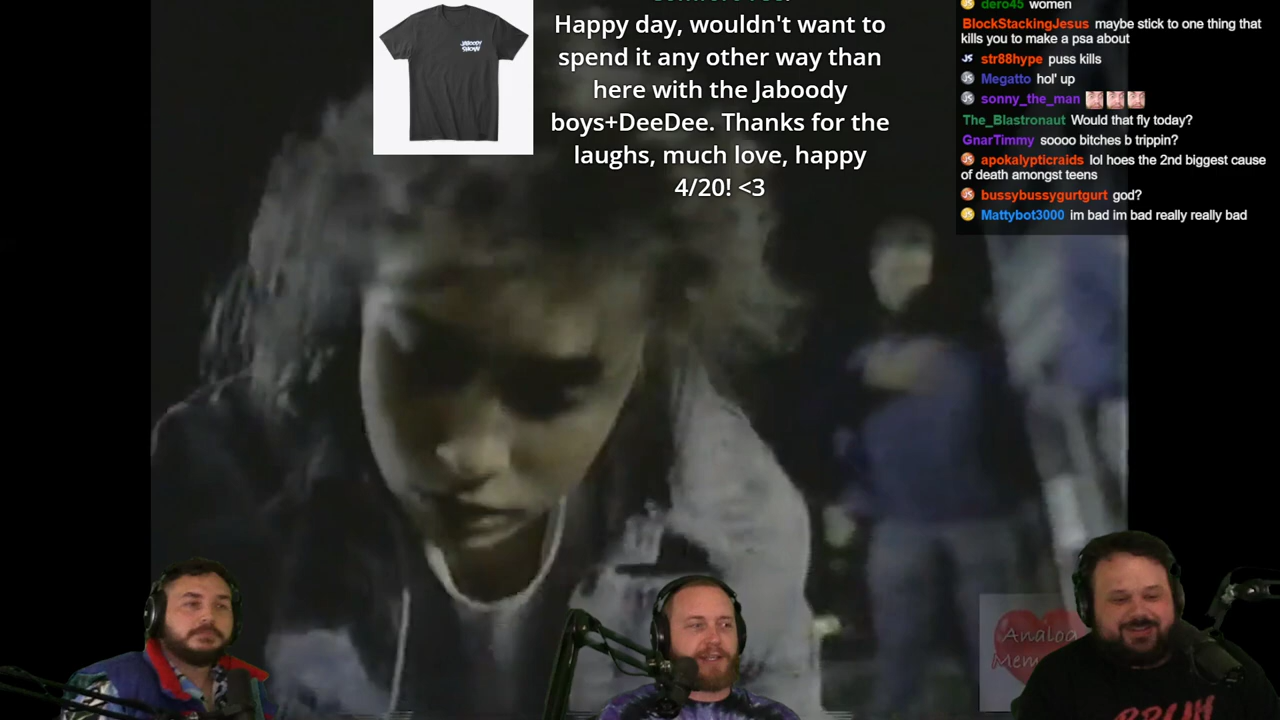 JABOODY
SHOW
Happy day, wouldn't want to
spend it any other way than
here with the Jaboody
boys+DeeDee. Thanks for the
laughs, much love, happy
4/20! <3
dero45 women
BlockStackingJesus maybe stick to one thing that
kills you to make a psa about
str88hype puss kills
Megatto hol' up
sonny_the_man
The_Blastronaut Would that fly today?
GnarTimmy soooo bitches b trippin?
apokalypticraids lol hoes the 2nd biggest cause
of death amongst teens
bussybussygurtgurt god?
Mattybot3000 im bad im bad really really bad
Analog